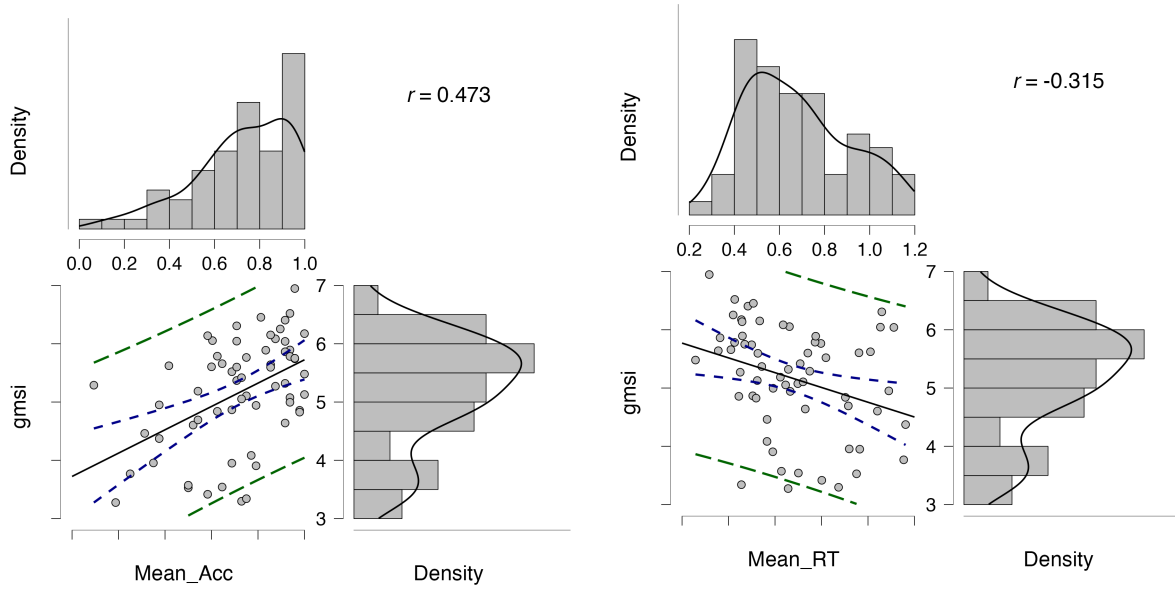 Density
r = 0.473
0.0 0.2 0.4 0.6 0.8 1.0
gmsi
7
6
5
4
3
Mean_Acc
Density
Density
r = -0.315
0.2 0.4 0.6 0.8 1.0 1.2
gmsi
7
6
5
4
3
Mean_RT
Density